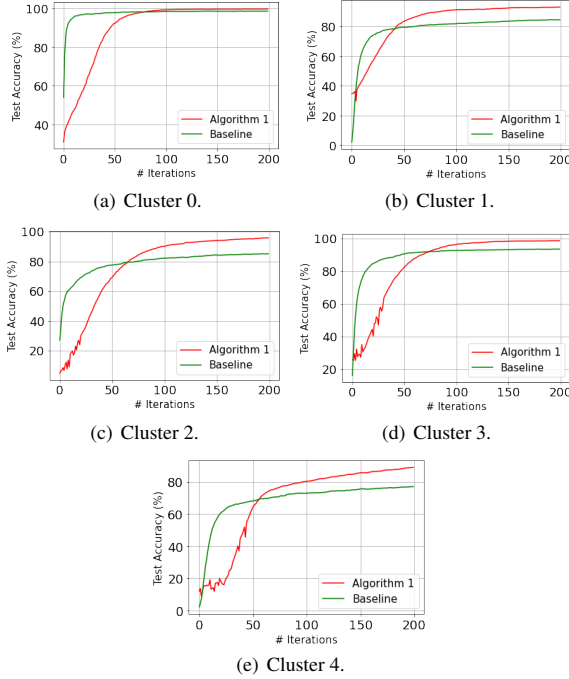 100
80
60
40
0
50
100
150
200
Test Accuracy (%)
# Iterations
Algorithm 1
Baseline
(a) Cluster 0.
100
80
60
40
20
0
0
50
100
150
200
Test Accuracy (%)
# Iterations
Algorithm 1
Baseline
(b) Cluster 1.
100
80
60
40
20
0
50
100
150
200
Test Accuracy (%)
# Iterations
Algorithm 1
Baseline
(c) Cluster 2.
100
80
60
40
20
0
50
100
150
200
Test Accuracy (%)
# Iterations
Algorithm 1
Baseline
(d) Cluster 3.
80
60
40
20
0
0
50
100
150
200
Test Accuracy (%)
# Iterations
Algorithm 1
Baseline
(e) Cluster 4.